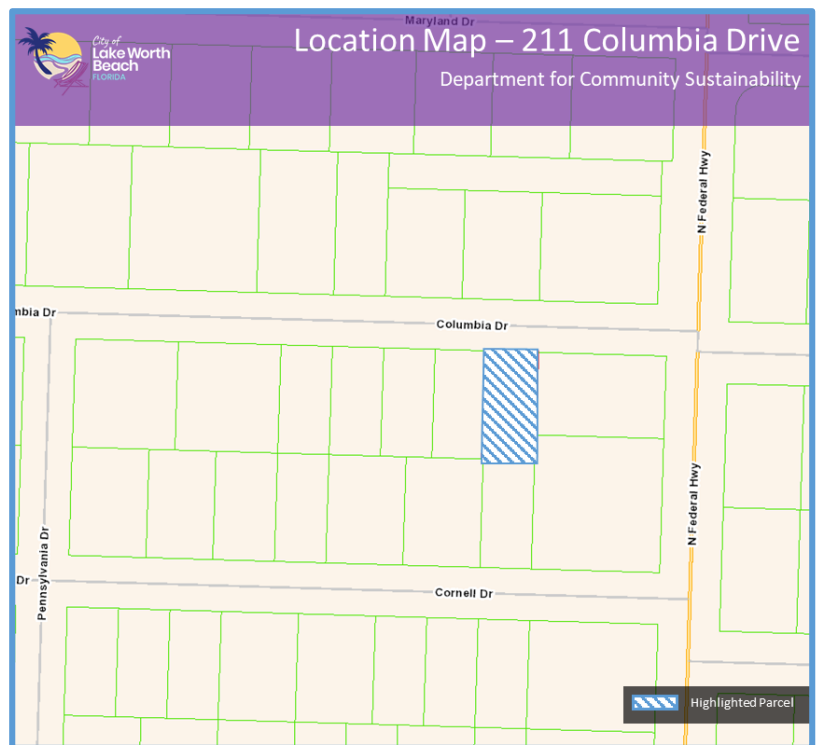 Maryland Dr
City of
Lake Worth
Beach
FLORIDA
Location Map – 211 Columbia Drive
Department for Community Sustainability
N Federal Hwy
mbia Dr
Columbia Dr
N Federal Hwy
Pennsylvania Dr
Dr
Cornell Dr
Highlighted Parcel